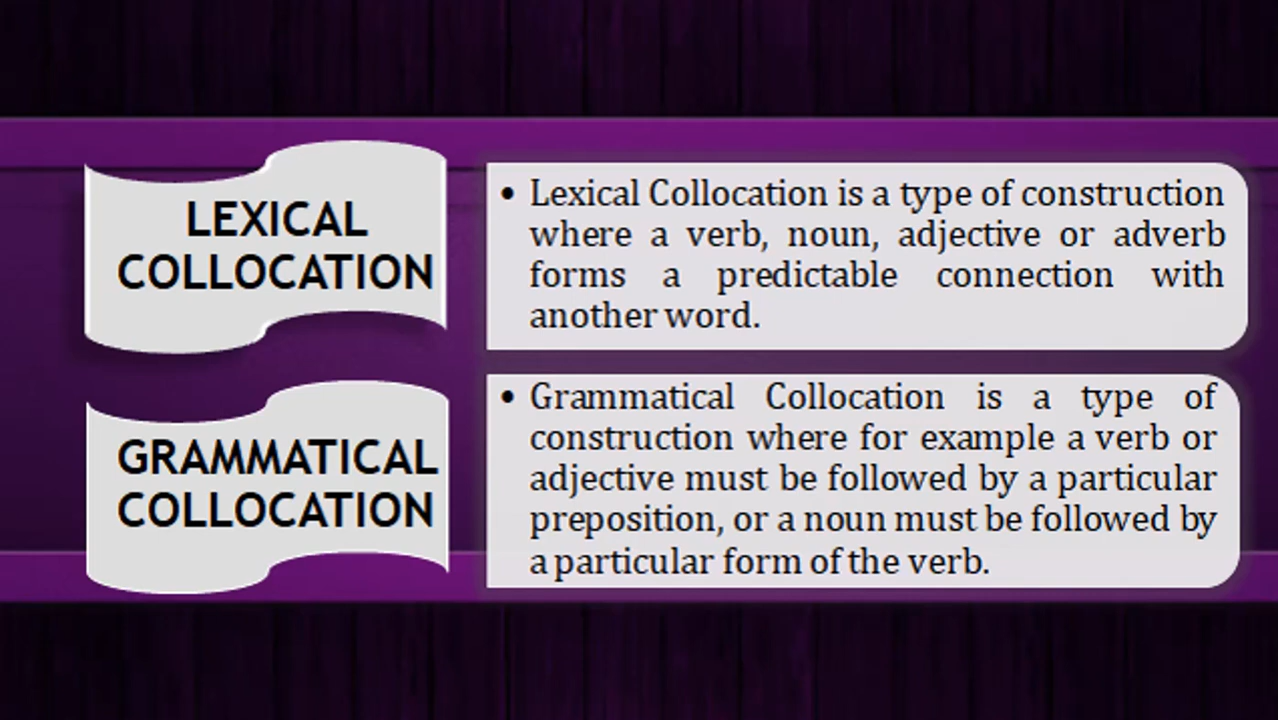 LEXICAL
COLLOCATION
• Lexical Collocation is a type of construction
where a verb, noun, adjective or adverb
forms a predictable connection with
another word.
GRAMMATICAL
COLLOCATION
• Grammatical Collocation is a type of
construction where for example a verb or
adjective must be followed by a particular
preposition, or a noun must be followed by
a particular form of the verb.